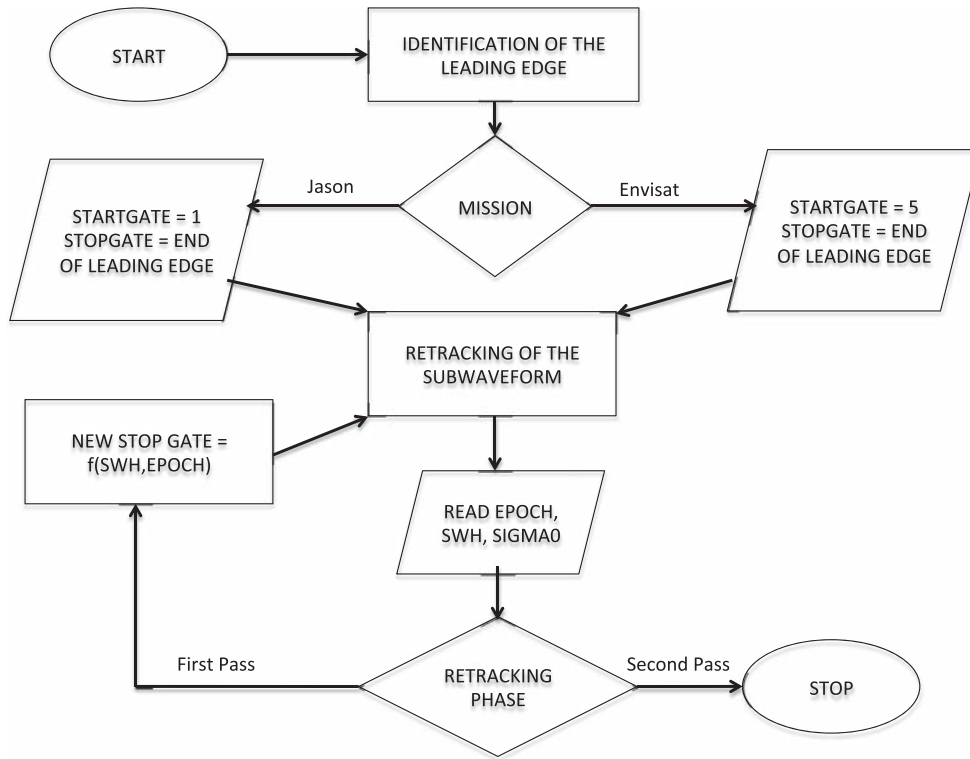 START
IDENTIFICATION OF THE
LEADING EDGE
Jason
MISSION
Envisat
STARTGATE = 1
STOPGATE = END
OF LEADING EDGE
STARTGATE = 5
STOPGATE = END
OF LEADING EDGE
RETRACKING OF THE
SUBWAVEFORM
NEW STOP GATE =
f(SWH,EPOCH)
READ EPOCH,
SWH, SIGMA0
First Pass
RETRACKING
PHASE
Second Pass
STOP